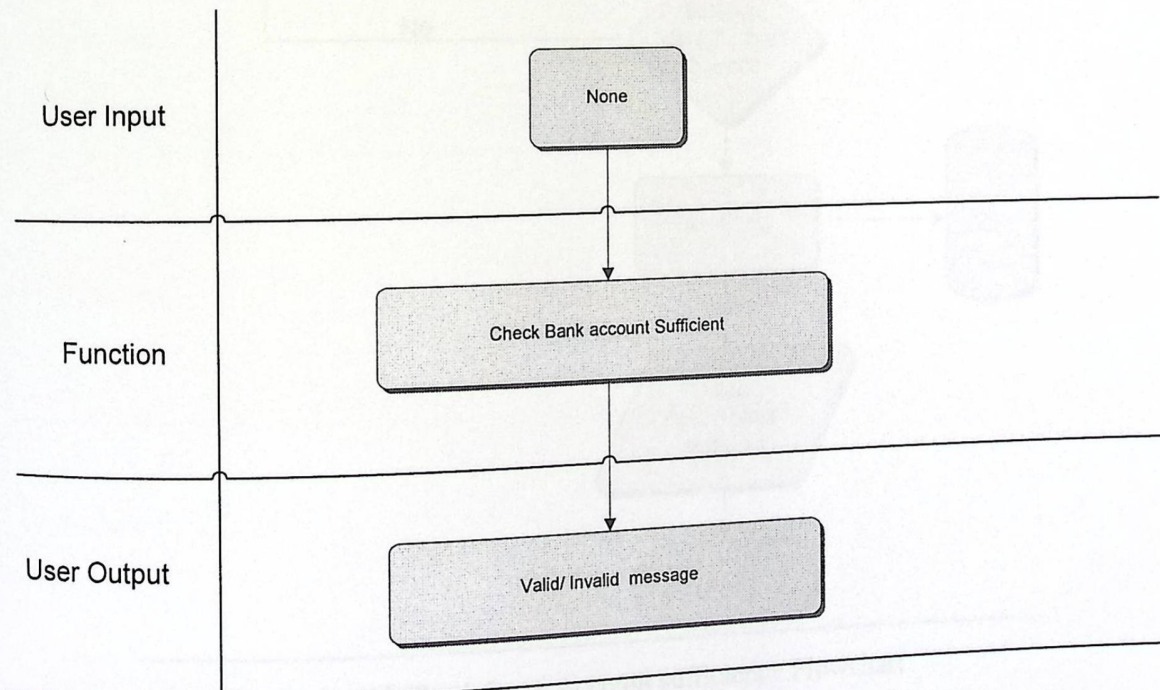 User Input
None
Function
Check Bank account Sufficient
User Output
Valid/ Invalid message